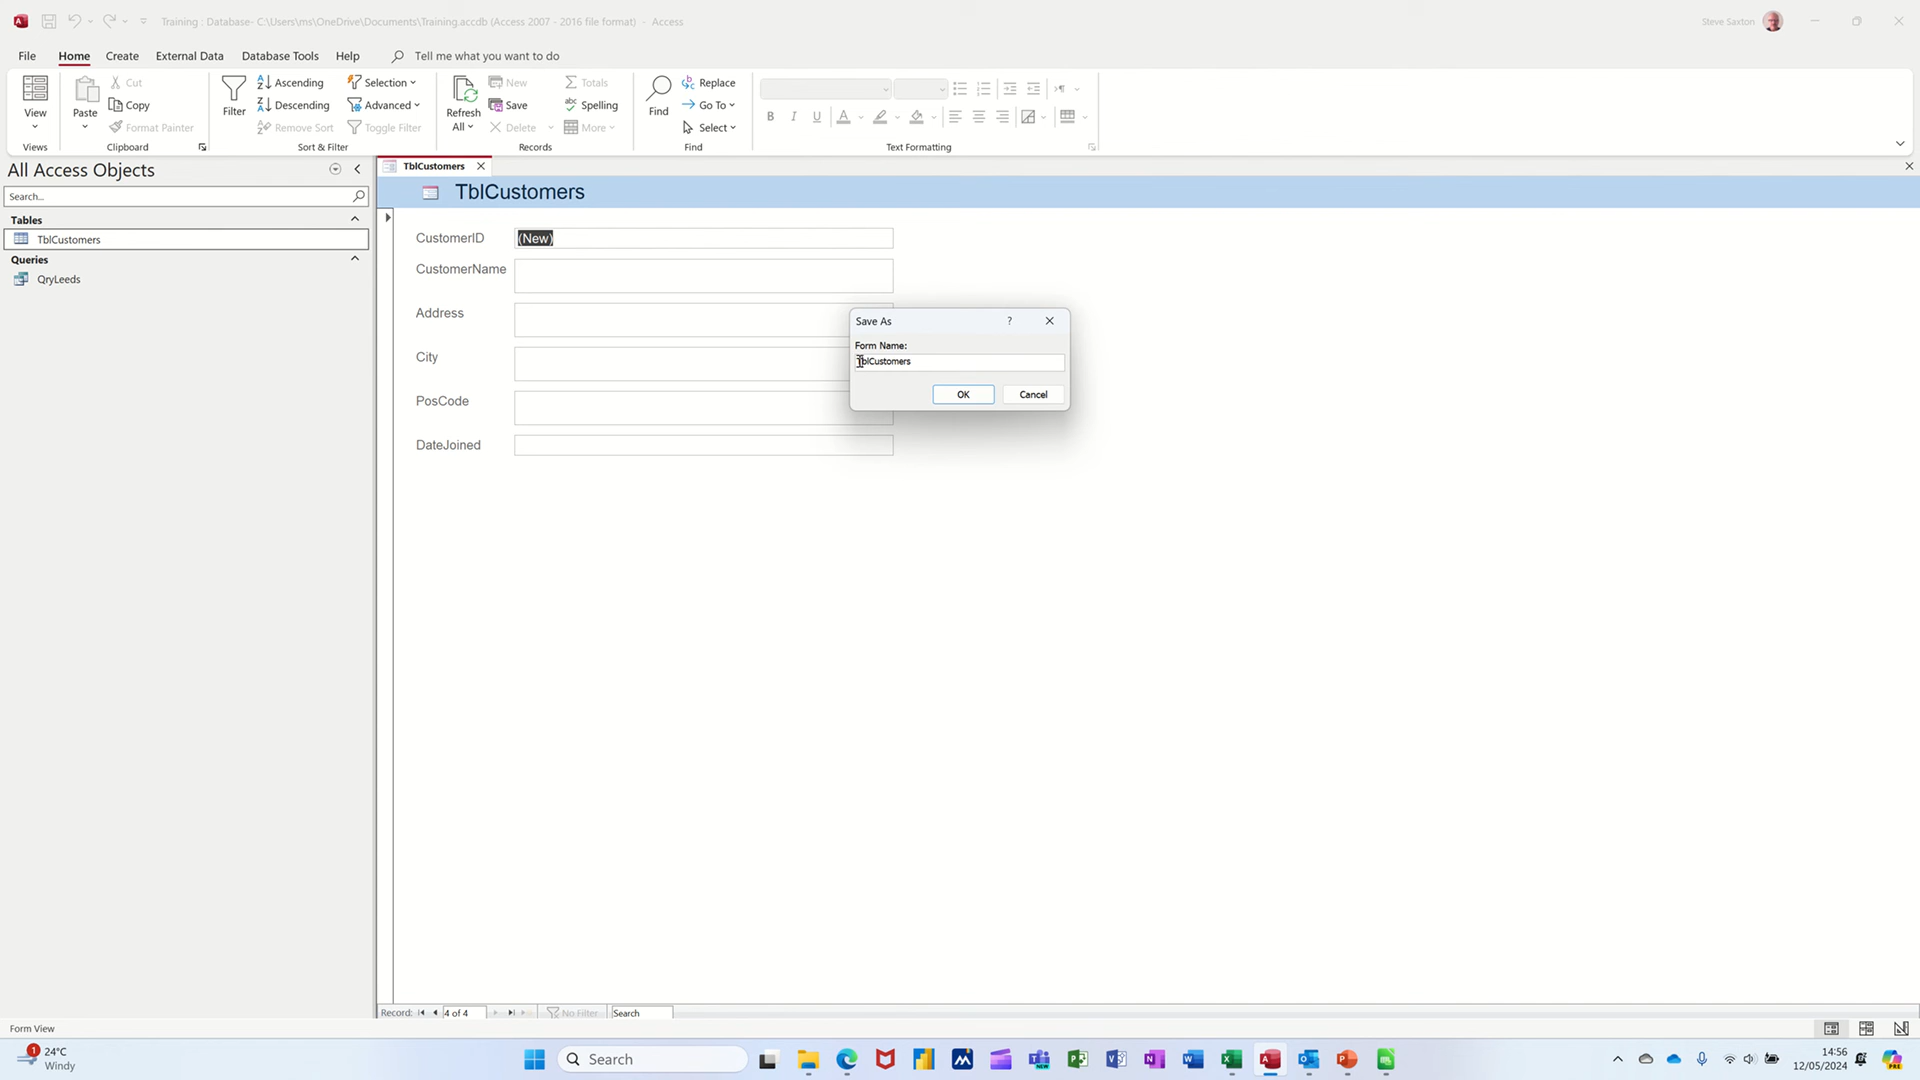 Training : Database- C:\Users\ms\OneDrive\Documents\Training.accdb (Access 2007 - 2016 file format) - Access
Steve Saxton
File Home Create External Data Database Tools Help Tell me what you want to do
View
Views
Paste
Cut
Copy
Format Painter
Clipboard
Filter
Ascending
Descending
Remove Sort
Selection
Advanced
Toggle Filter
Sort & Filter
Refresh
All
New
Save
Delete
Totals
Spelling
More
Records
Find
Replace
Go To
Select
Find
B I U
Text Formatting
All Access Objects
Search...
Tables
TblCustomers
Queries
QryLeeds
TblCustomers
TblCustomers
CustomerID (New)
CustomerName
Address
City
PosCode
DateJoined
Save As
Form Name:
TblCustomers
OK Cancel
Record: 4 of 4 No Filter Search
Form View
1
24°C
Windy
Search
NEW
14:56
12/05/2024
PRE